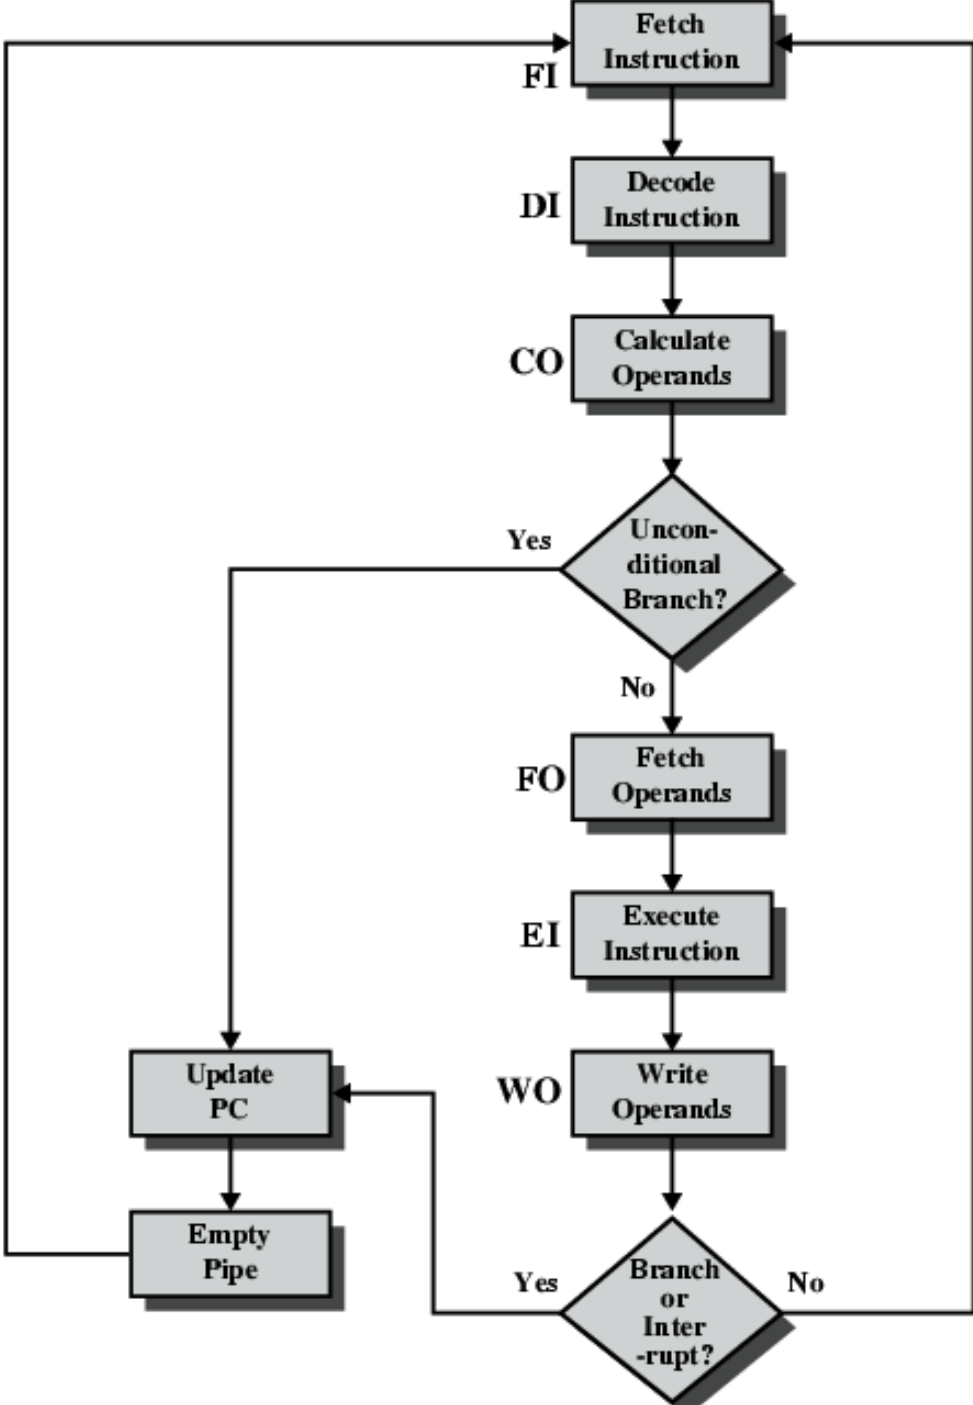 Fetch
Instruction
FI
Decode
Instruction
DI
Calculate
Operands
CO
Uncon-
ditional
Branch?
Yes
No
Fetch
Operands
FO
Execute
Instruction
EI
Write
Operands
WO
Update
PC
Empty
Pipe
Branch
or
Inter
-rupt?
Yes
No